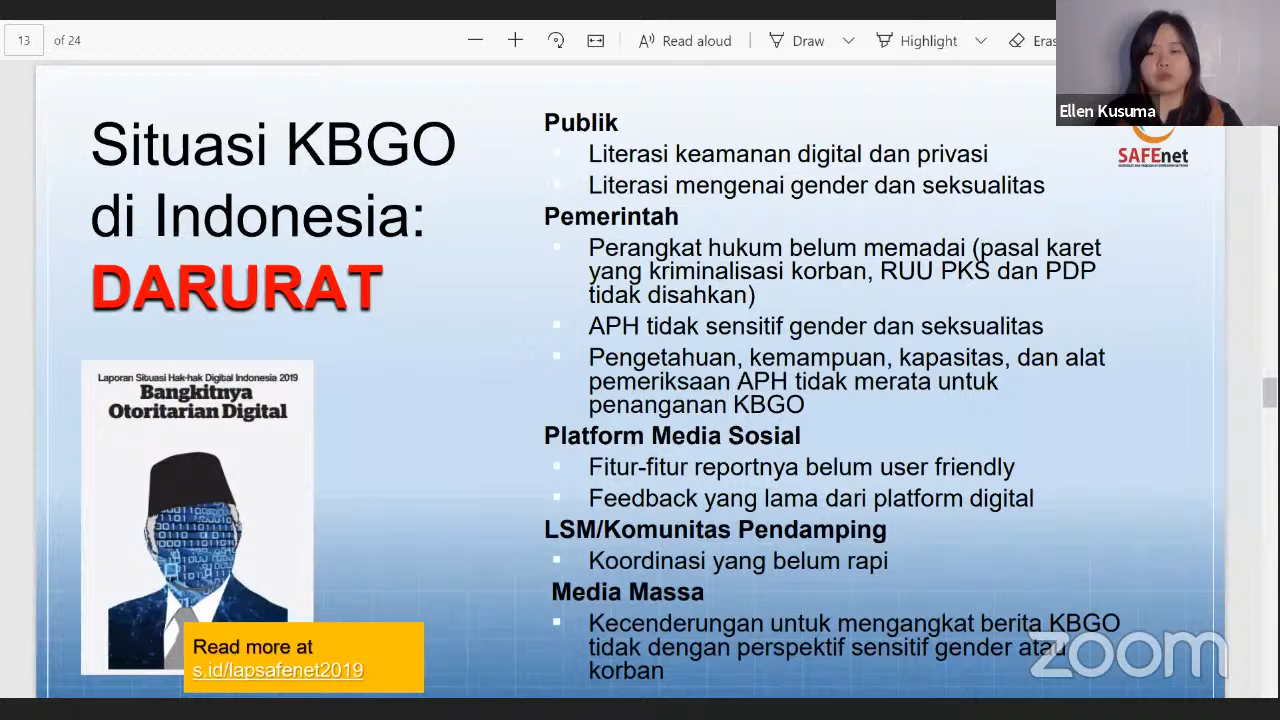 13 of 24
Read aloud
Draw
Highlight
Ellen Kusuma
SAFEnet
Situasi KBGO
di Indonesia:
DARURAT
Laporan Situasi Hak-hak Digital Indonesia 2019
Bangkitnya
Otoritarian Digital
Read more at
s.id/lapsafenet2019
Publik
Literasi keamanan digital dan privasi
Literasi mengenai gender dan seksualitas
Pemerintah
Perangkat hukum belum memadai (pasal karet
yang kriminalisasi korban, RUU PKS dan PDP
tidak disahkan)
APH tidak sensitif gender dan seksualitas
Pengetahuan, kemampuan, kapasitas, dan alat
pemeriksaan APH tidak merata untuk
penanganan KBGO
Platform Media Sosial
Fitur-fitur reportnya belum user friendly
Feedback yang lama dari platform digital
LSM/Komunitas Pendamping
Koordinasi yang belum rapi
Media Massa
Kecenderungan untuk mengangkat berita KBGO
tidak dengan perspektif sensitif gender atau
korban
zoom